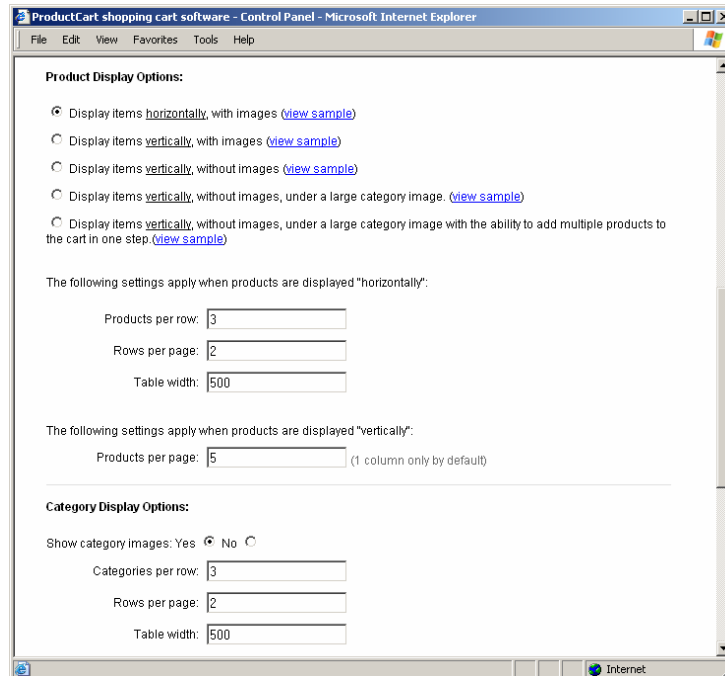 ProductCart shopping cart software - Control Panel - Microsoft Internet Explorer
File Edit View Favorites Tools Help
Product Display Options:
Display items horizontally, with images (view sample)
Display items vertically, with images (view sample)
Display items vertically, without images (view sample)
Display items vertically, without images, under a large category image. (view sample)
Display items vertically, without images, under a large category image with the ability to add multiple products to
the cart in one step.(view sample)
The following settings apply when products are displayed "horizontally":
Products per row: 3
Rows per page: 2
Table width: 500
The following settings apply when products are displayed "vertically":
Products per page: 5 (1 column only by default)
Category Display Options:
Show category images: Yes No
Categories per row: 3
Rows per page: 2
Table width: 500
Internet